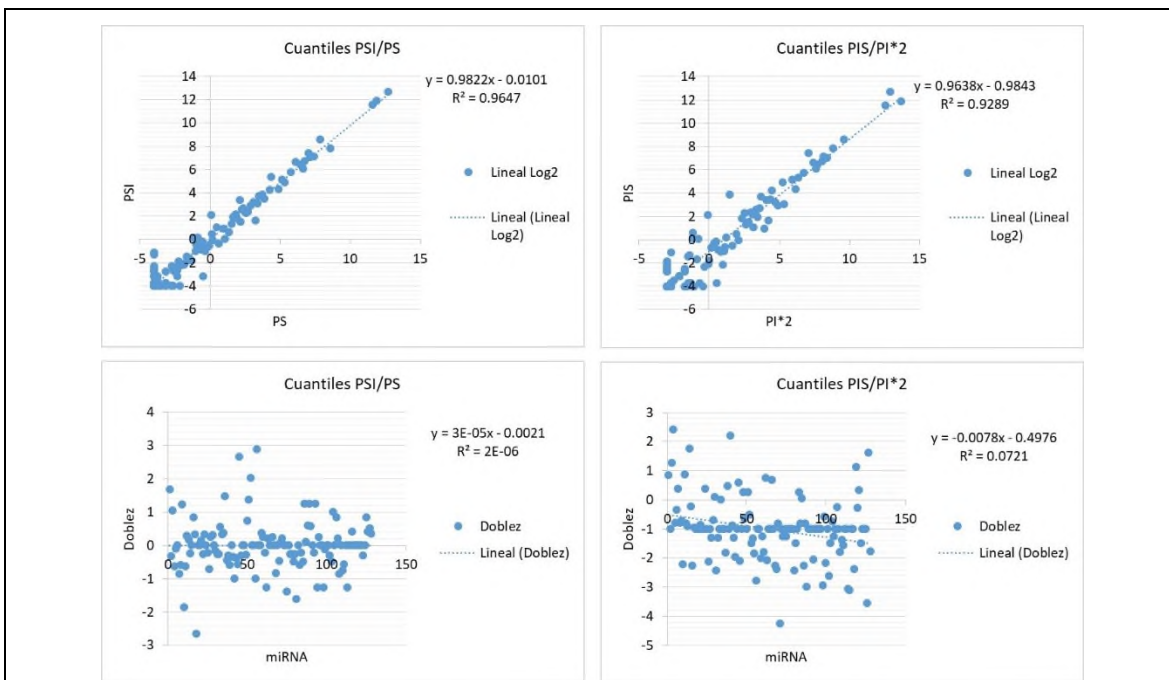 Cuantiles PSI/PS
y = 0.9822x - 0.0101
R² = 0.9647
14
12
10
8
6
4
2
0
-2
-4
-6
-5
0
5
10
15
PSI
PS
Lineal Log2
Lineal (Lineal
Log2)
Cuantiles PIS/PI*2
y = 0.9638x - 0.9843
R² = 0.9289
14
12
10
8
6
4
2
0
-2
-4
-6
-5
0
5
10
15
PIS
PI*2
Lineal Log2
Lineal (Lineal
Log2)
Cuantiles PSI/PS
y = 3E-05x - 0.0021
R² = 2E-06
4
3
2
1
0
-1
-2
-3
0
50
100
150
Doblez
miRNA
Doblez
Lineal (Doblez)
Cuantiles PIS/PI*2
y = -0.0078x - 0.4976
R² = 0.0721
3
2
1
0
-1
-2
-3
-4
-5
0
50
100
150
Doblez
miRNA
Doblez
Lineal (Doblez)